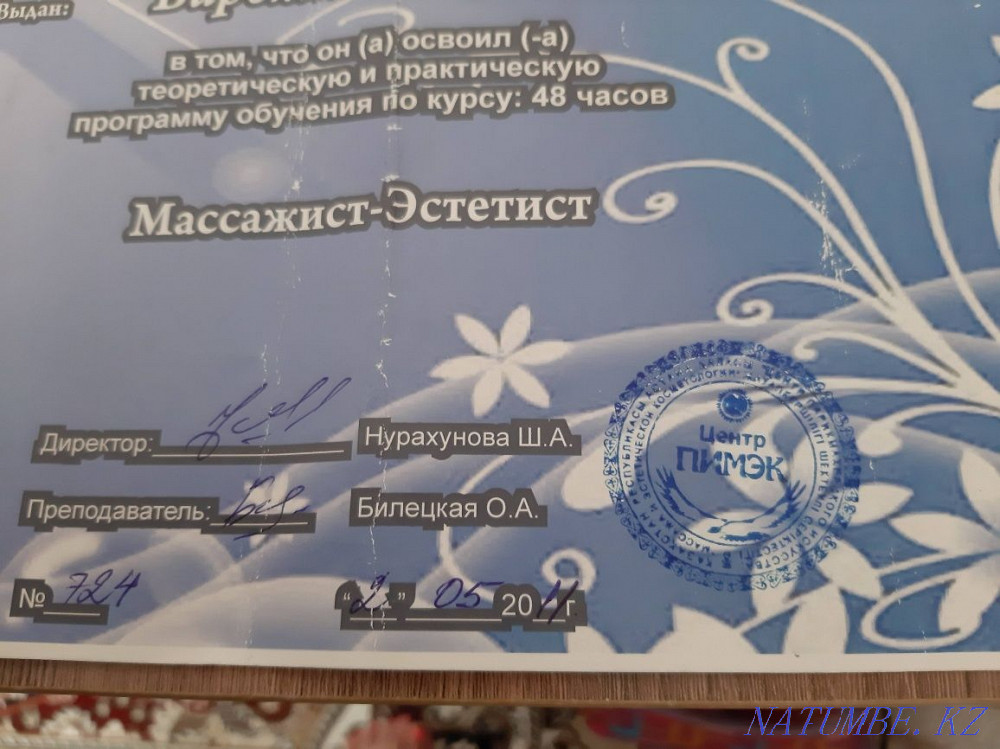 Выдан:
в том, что он (а) освоил (-а)
теоретическую и практическую
программу обучения по курсу: 48 часов
Массажист-Эстетист
Директор: Нурахунова Ш.А.
Преподаватель: Билецкая О.А.
№ 724 "2" 05 2011г.
Центр
ПИМЭК
NATUMBE.KZ